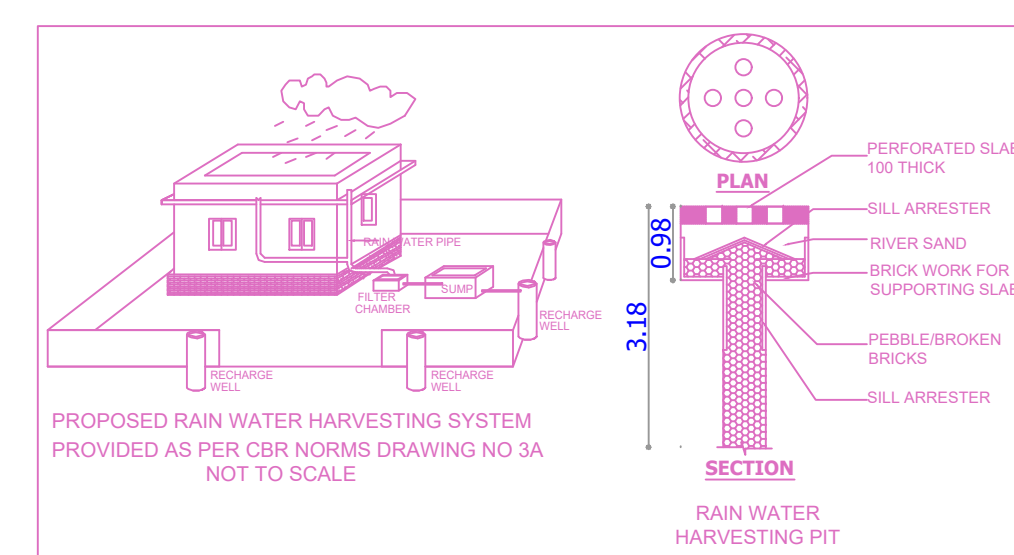 RAIN WATER PIPE
FILTER
CHAMBER
SUMP
RECHARGE
WELL
RECHARGE
WELL
RECHARGE
WELL
PROPOSED RAIN WATER HARVESTING SYSTEM
PROVIDED AS PER CBR NORMS DRAWING NO 3A
NOT TO SCALE
PLAN
PERFORATED SLAB
100 THICK
SILL ARRESTER
RIVER SAND
BRICK WORK FOR
SUPPORTING SLAB
PEBBLE/BROKEN
BRICKS
SILL ARRESTER
0.98
3.18
SECTION
RAIN WATER
HARVESTING PIT